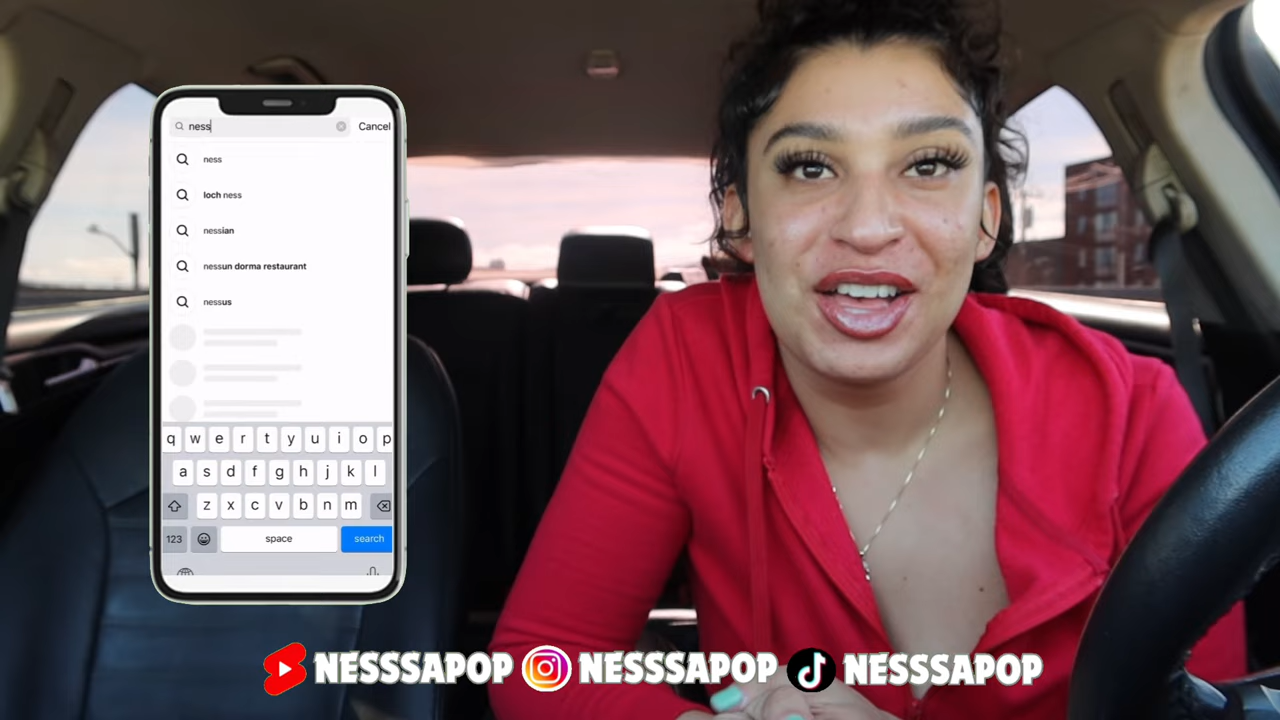 ness
Cancel
ness
loch ness
nessian
nessun dorma restaurant
nessus
q w e r t y u i o p
a s d f g h j k l
z x c v b n m
123 space search
NESSSAPOP NESSSAPOP NESSSAPOP